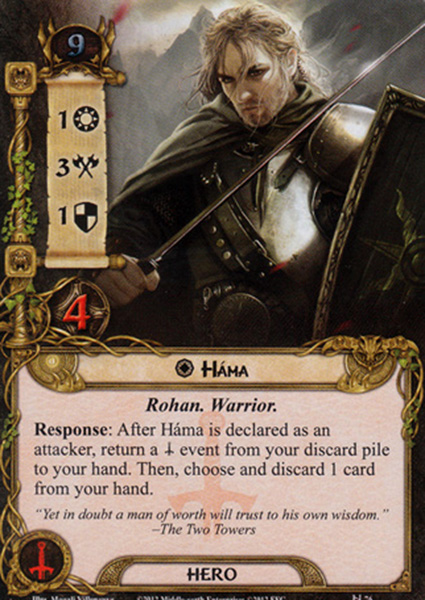 9
1
3
1
4
HÁMA
Rohan. Warrior.
Response: After Háma is declared as an
attacker, return a event from your discard pile
to your hand. Then, choose and discard 1 card
from your hand.
“Yet in doubt a man of worth will trust to his own wisdom.”
–The Two Towers
HERO